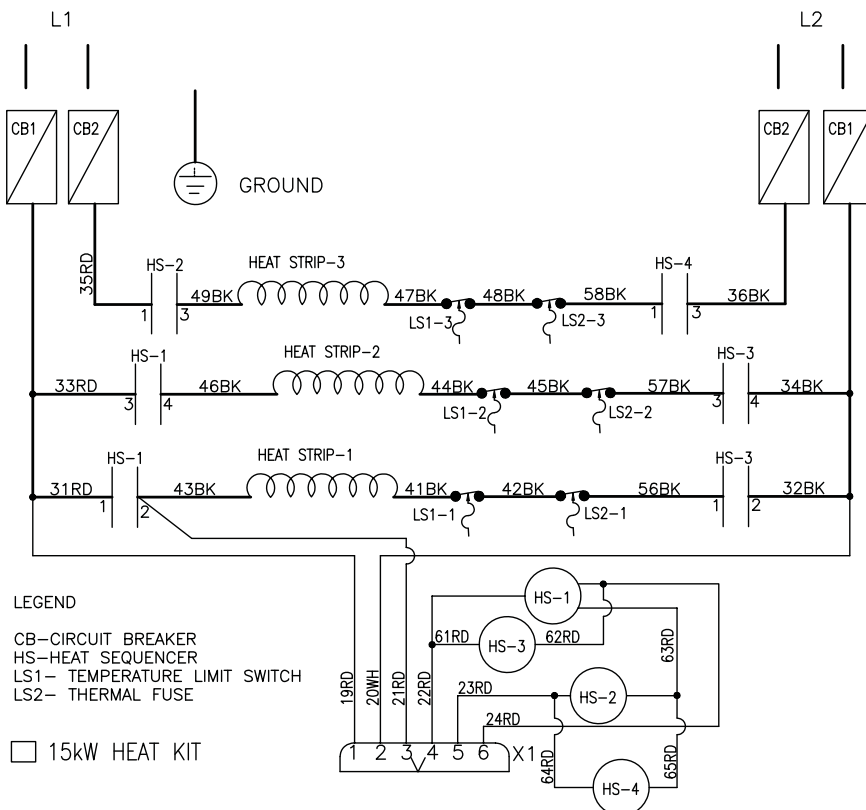 L1
L2
CB1
CB2
CB2
CB1
GROUND
35RD
HS-2
HEAT STRIP-3
HS-4
49BK
47BK
48BK
58BK
36BK
1
3
LS1-3
LS2-3
1
3
HS-1
HEAT STRIP-2
HS-3
33RD
46BK
44BK
45BK
57BK
34BK
3
4
LS1-2
LS2-2
3
4
HS-1
HEAT STRIP-1
HS-3
31RD
43BK
41BK
42BK
56BK
32BK
1
2
LS1-1
LS2-1
1
2
LEGEND
CB-CIRCUIT BREAKER
HS-HEAT SEQUENCER
LS1- TEMPERATURE LIMIT SWITCH
LS2- THERMAL FUSE
15kW HEAT KIT
HS-1
61RD
HS-3
62RD
63RD
19RD
20WH
21RD
22RD
23RD
HS-2
24RD
64RD
65RD
HS-4
1 2 3 4 5 6
X1